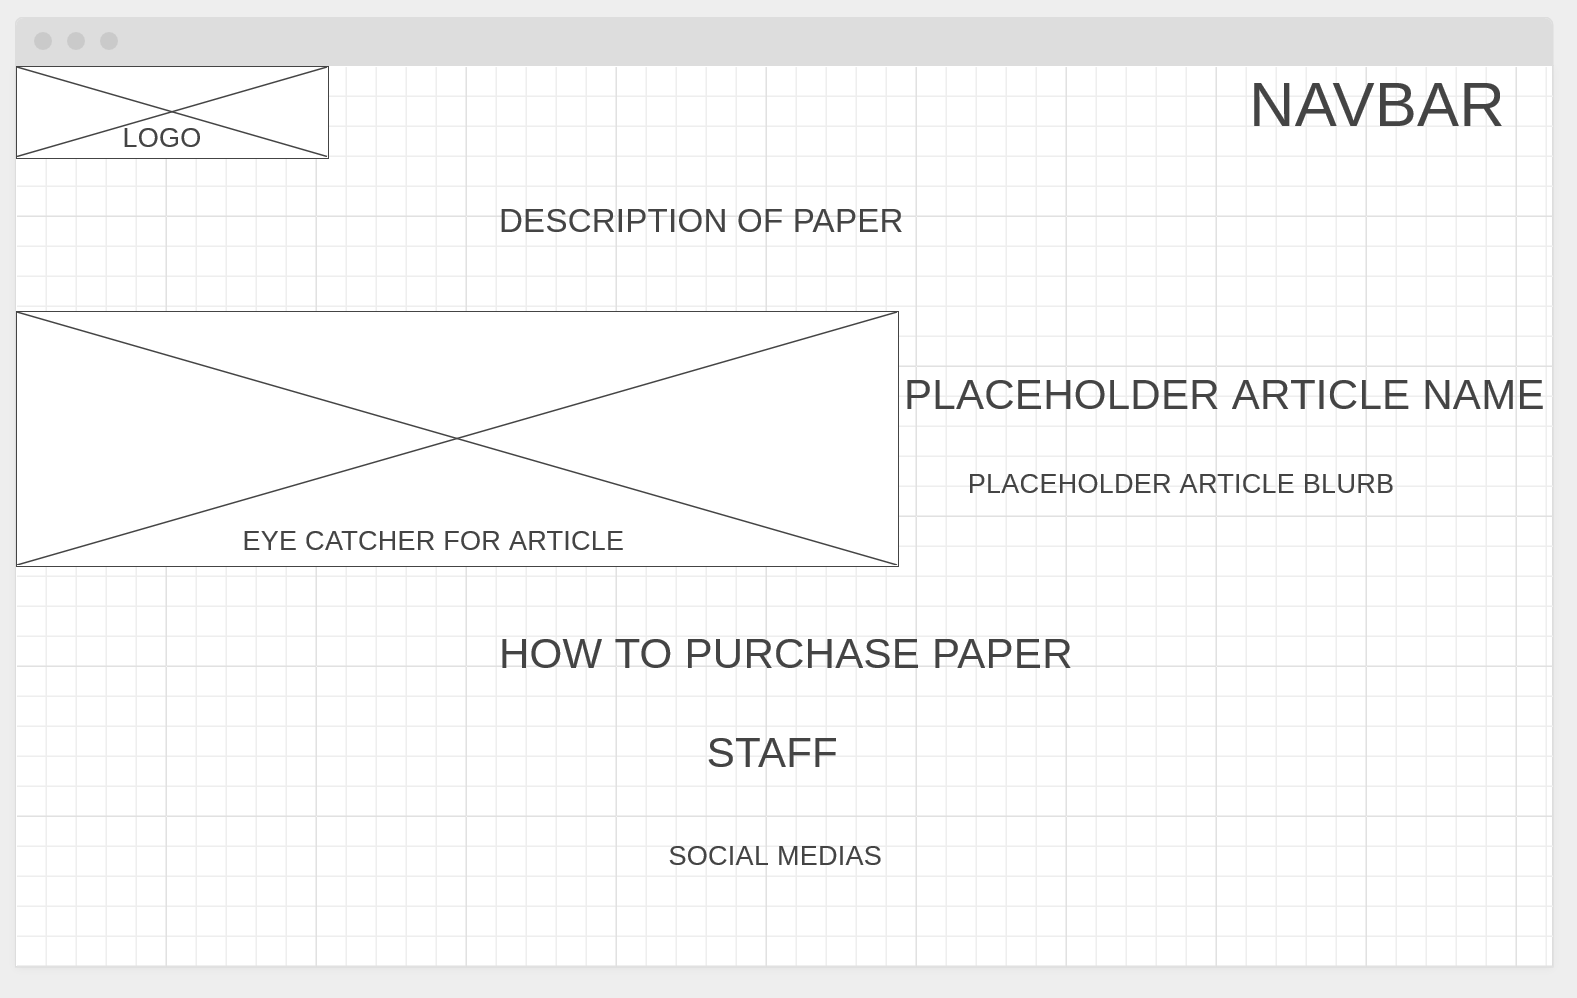 LOGO
NAVBAR
DESCRIPTION OF PAPER
EYE CATCHER FOR ARTICLE
PLACEHOLDER ARTICLE NAME
PLACEHOLDER ARTICLE BLURB
HOW TO PURCHASE PAPER
STAFF
SOCIAL MEDIAS